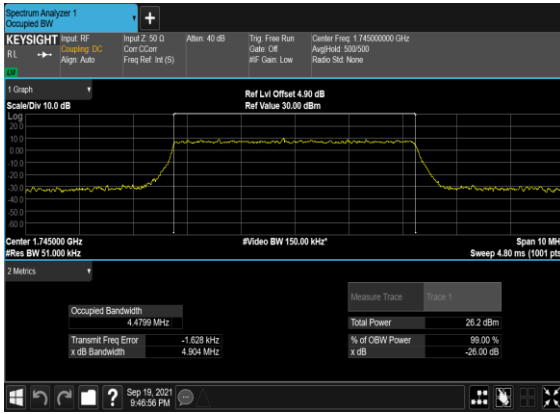 Spectrum Analyzer 1
Occupied BW
+
KEYSIGHT Input: RF Input Z: 50 Ω Atten: 40 dB Trig: Free Run Center Freq: 1.745000000 GHz
RL Coupling: DC Corr CCorr Gate: Off Avg|Hold: 500/500
Align: Auto Freq Ref: Int (S) #IF Gain: Low Radio Std: None
1 Graph
Scale/Div 10.0 dB Ref Lvl Offset 4.90 dB
Ref Value 30.00 dBm
Log
20.0
10.0
0.00
-10.0
-20.0
-30.0
-40.0
-50.0
-60.0
Center 1.745000 GHz #Video BW 150.00 kHz* Span 10 MH
#Res BW 51.000 kHz Sweep 4.80 ms (1001 pts
2 Metrics
Measure Trace Trace 1
Occupied Bandwidth
4.4799 MHz Total Power 26.2 dBm
Transmit Freq Error -1.628 kHz % of OBW Power 99.00 %
x dB Bandwidth 4.904 MHz x dB -26.00 dB
? Sep 19, 2021
9:46:56 PM